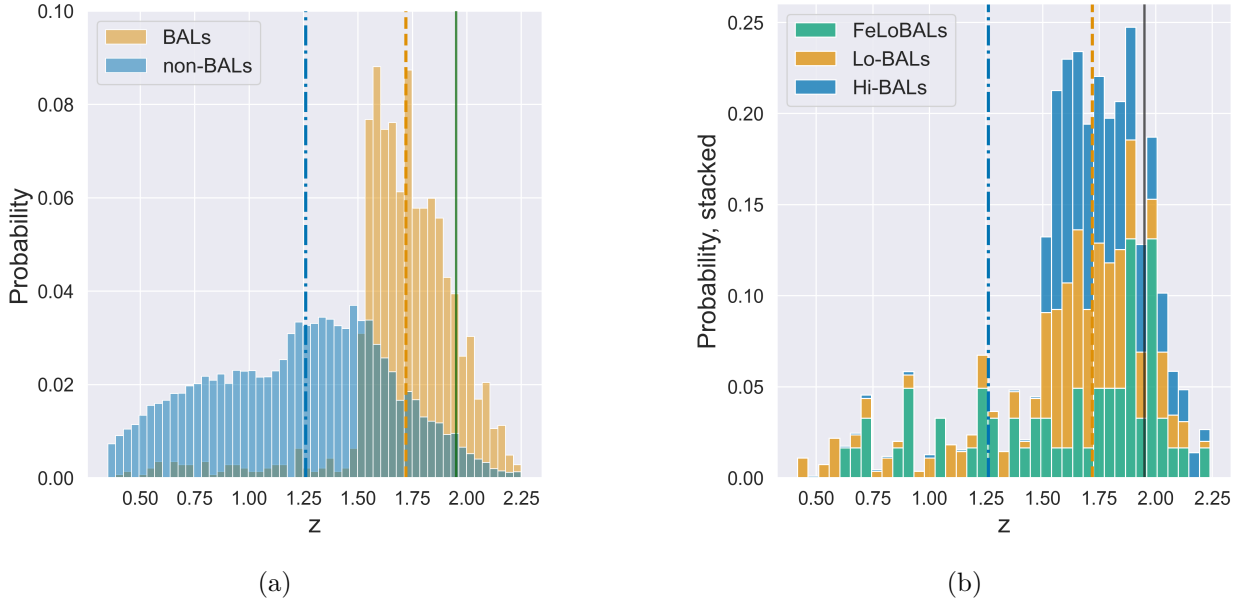 BALs
non-BALs
Probability
0.10
0.08
0.06
0.04
0.02
0.00
0.50 0.75 1.00 1.25 1.50 1.75 2.00 2.25
z
(a)
FeLoBALs
Lo-BALs
Hi-BALs
Probability, stacked
0.25
0.20
0.15
0.10
0.05
0.00
0.50 0.75 1.00 1.25 1.50 1.75 2.00 2.25
z
(b)